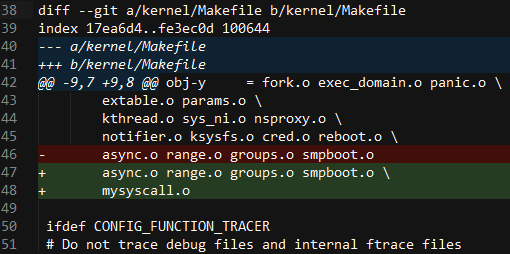 38 diff --git a/kernel/Makefile b/kernel/Makefile
39 index 17ea6d4..fe3ec0d 100644
40 --- a/kernel/Makefile
41 +++ b/kernel/Makefile
42 @@ -9,7 +9,8 @@ obj-y     = fork.o exec_domain.o panic.o \
43         extable.o params.o \
44         kthread.o sys_ni.o nsproxy.o \
45         notifier.o ksysfs.o cred.o reboot.o \
46 -       async.o range.o groups.o smpboot.o
47 +       async.o range.o groups.o smpboot.o \
48 +       mysyscall.o
49
50  ifdef CONFIG_FUNCTION_TRACER
51  # Do not trace debug files and internal ftrace files